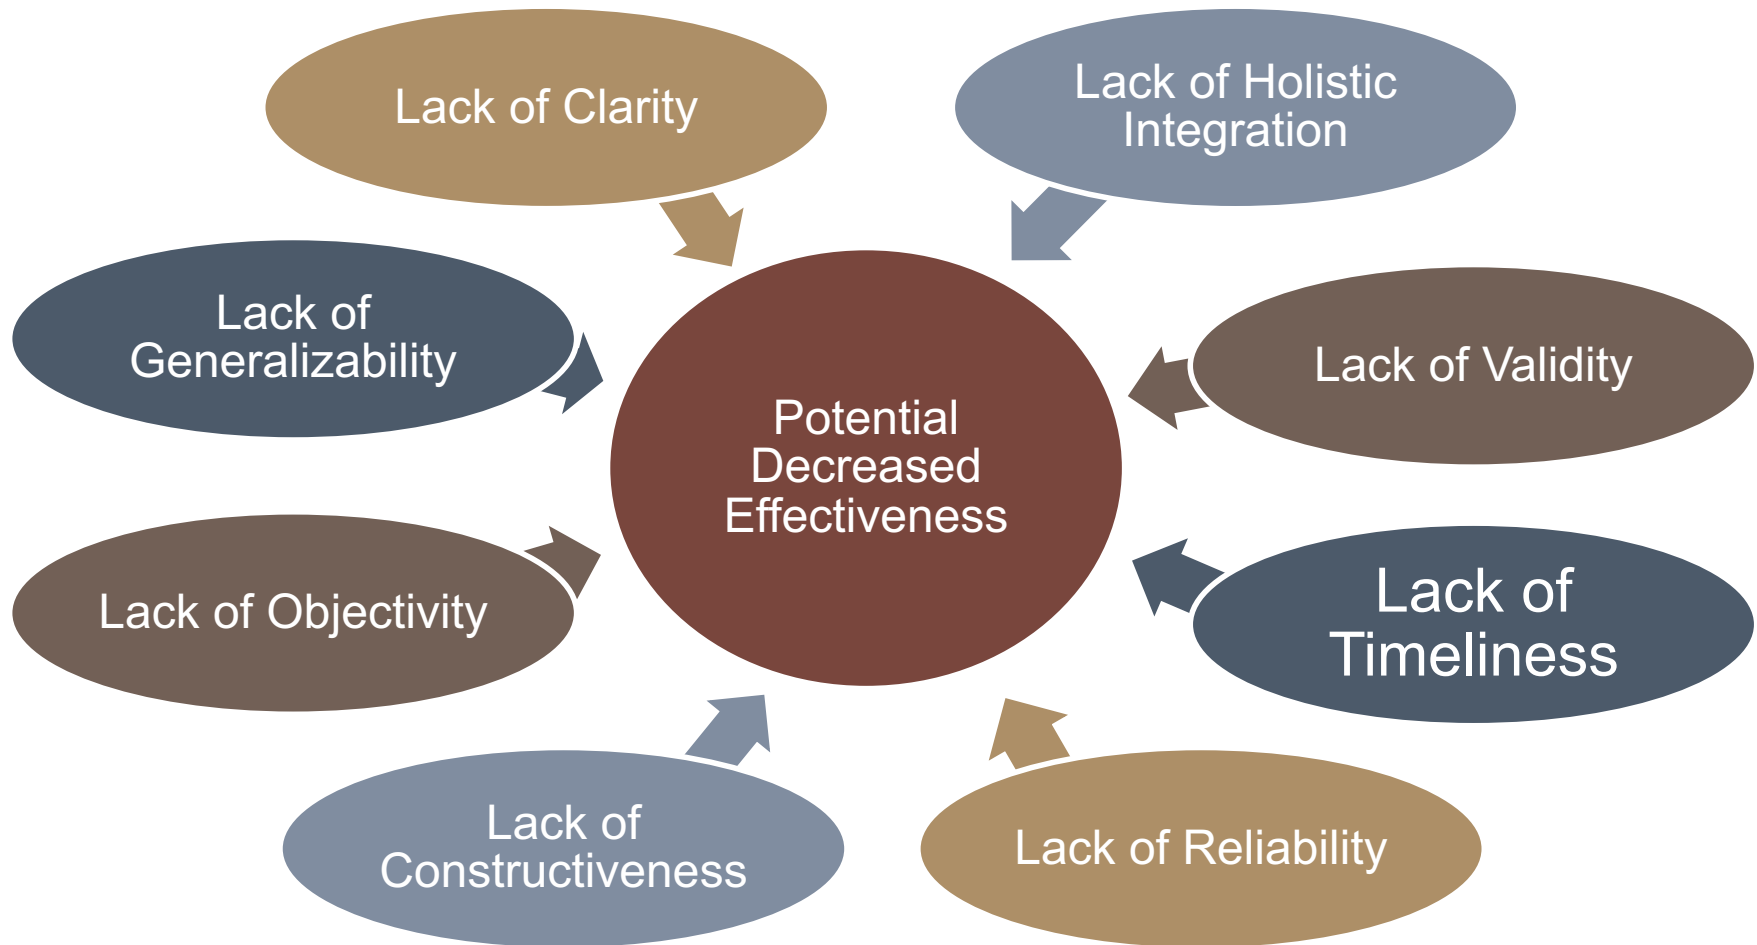 Lack of Clarity
Lack of Holistic
Integration
Lack of
Generalizability
Lack of Validity
Potential
Decreased
Effectiveness
Lack of Objectivity
Lack of
Timeliness
Lack of
Constructiveness
Lack of Reliability